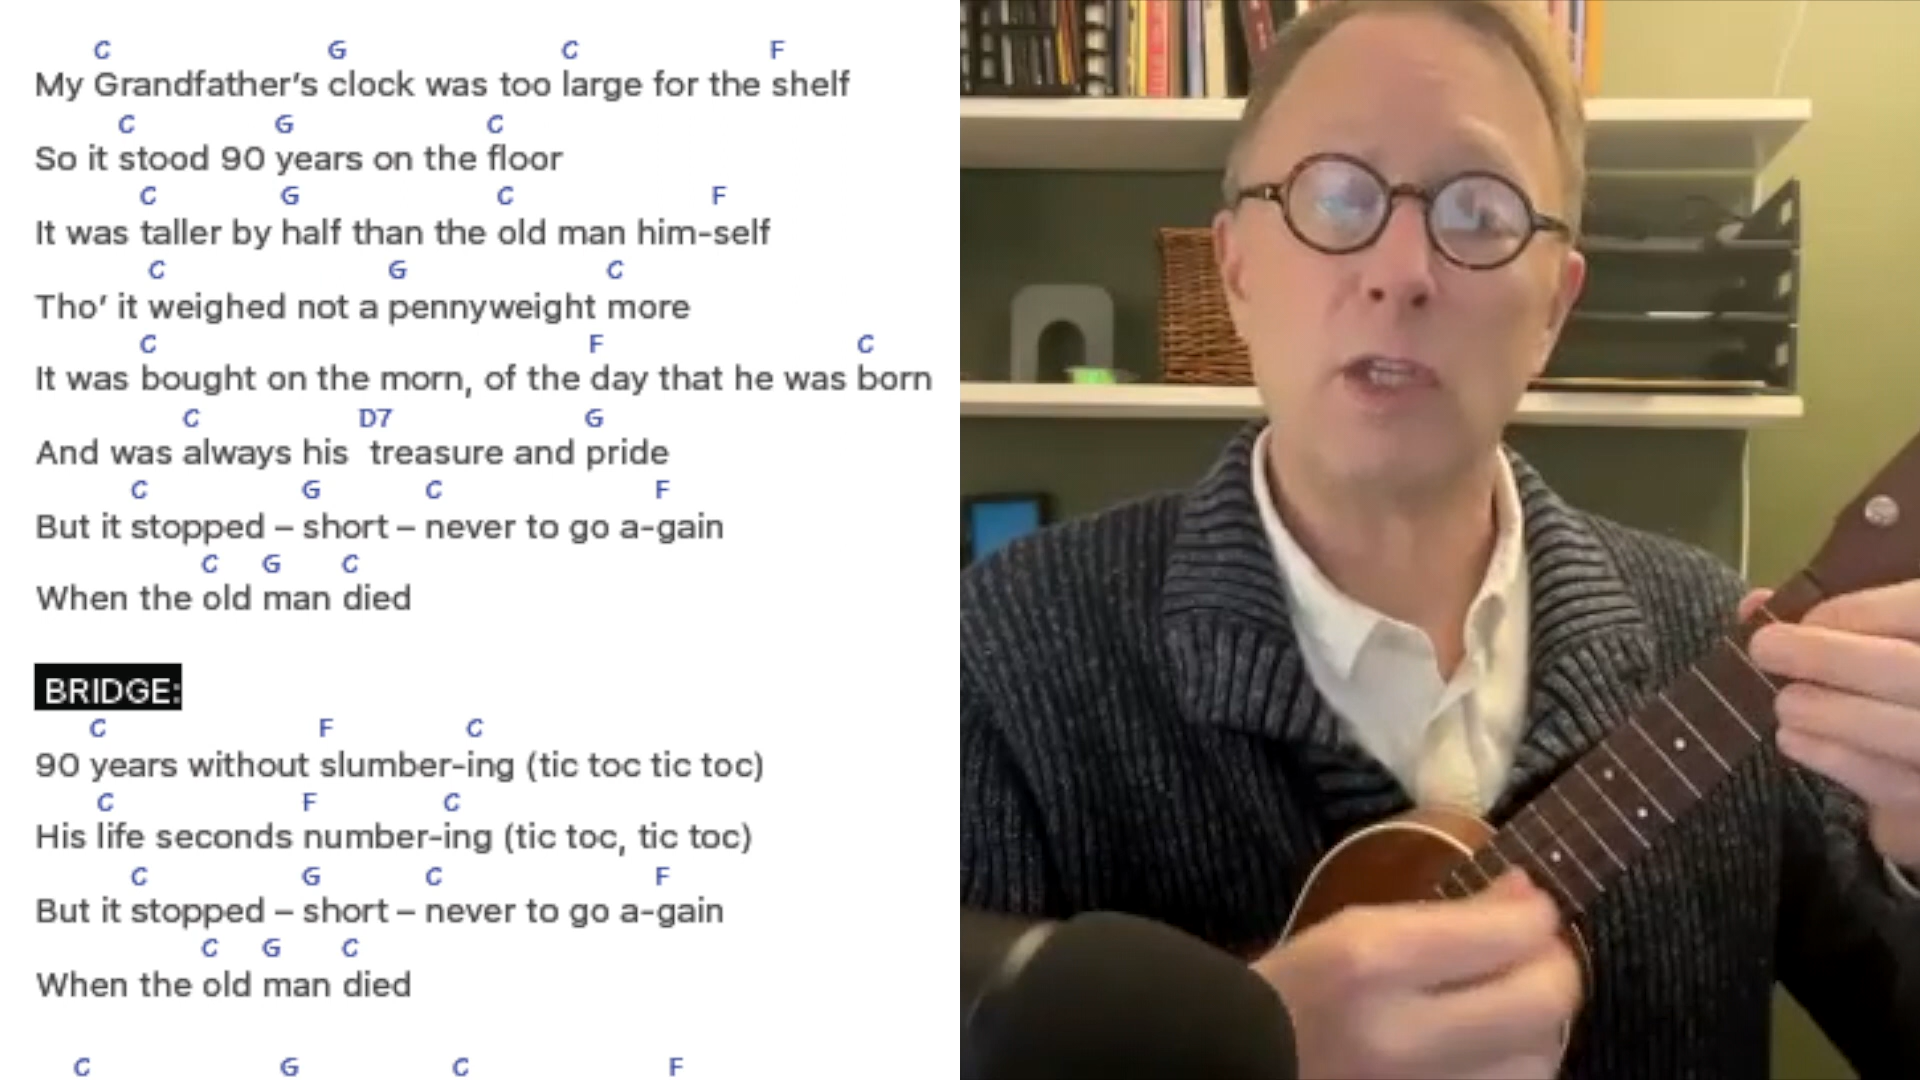 C G C F
My Grandfather's clock was too large for the shelf
C G C
So it stood 90 years on the floor
C G C F
It was taller by half than the old man him-self
C G C
Tho' it weighed not a pennyweight more
C F C
It was bought on the morn, of the day that he was born
C D7 G
And was always his treasure and pride
C G C F
But it stopped – short – never to go a-gain
C G C
When the old man died
BRIDGE:
C F C
90 years without slumber-ing (tic toc tic toc)
C F C
His life seconds number-ing (tic toc, tic toc)
C G C F
But it stopped – short – never to go a-gain
C G C
When the old man died
C G C F